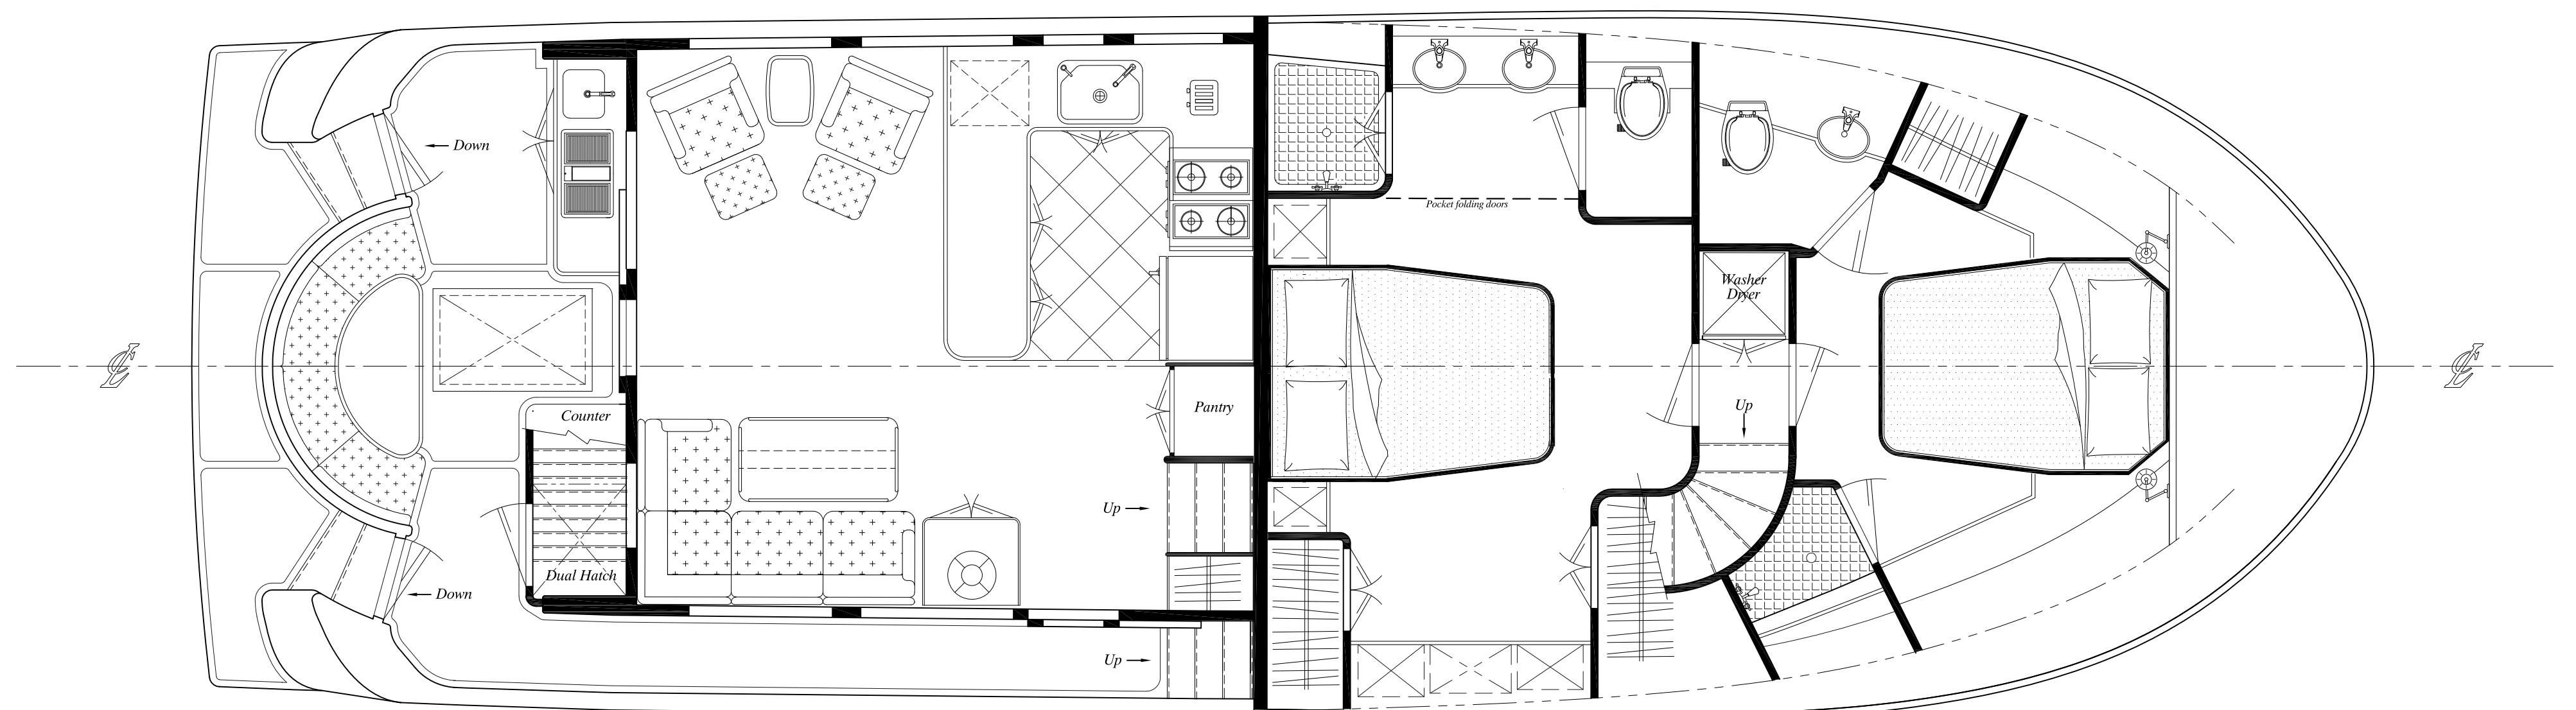 Down
Pocket folding doors
Washer
Dryer
℄
℄
Counter
Pantry
Up
Up
Dual Hatch
Down
Up